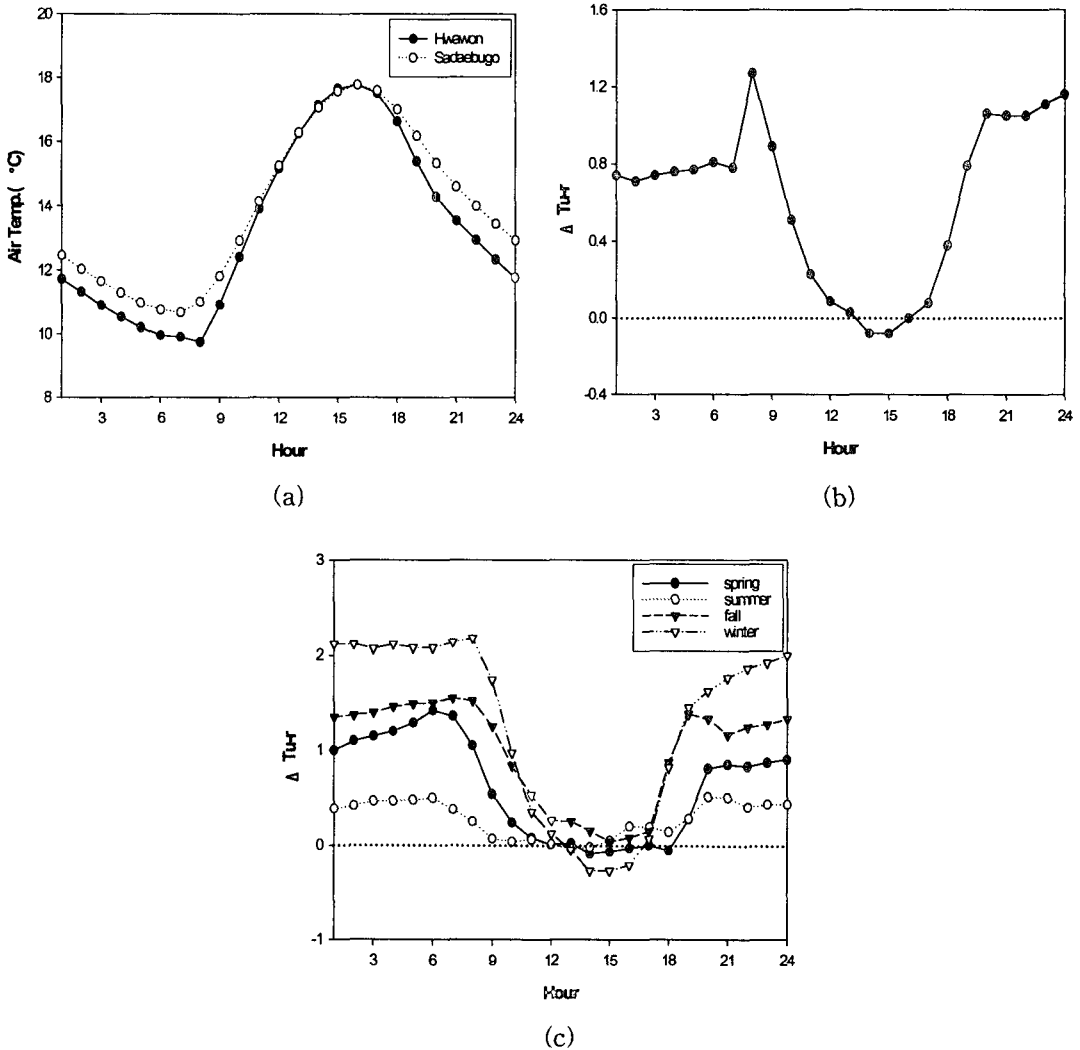 20
18
16
14
12
10
8
Air Temp.( °C)
Hwawon
Sadaebugo
3 6 9 12 15 18 21 24
Hour
(a)
1.6
1.2
0.8
0.4
0.0
-0.4
Δ Tu-r
3 6 9 12 15 18 21 24
Hour
(b)
3
2
1
0
-1
Δ Tu-r
spring
summer
fall
winter
3 6 9 12 15 18 21 24
Hour
(c)